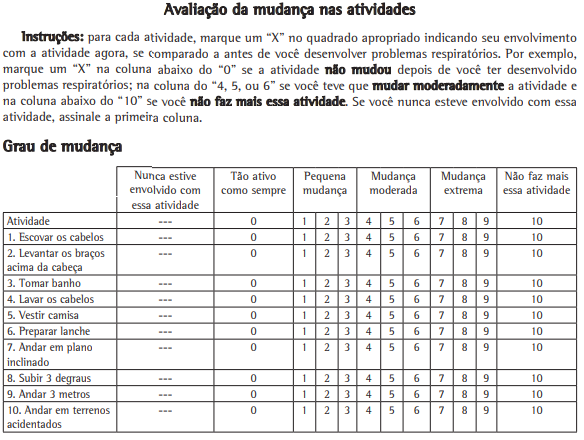 Avaliação da mudança nas atividades
Instruções: para cada atividade, marque um “X” no quadrado apropriado indicando seu envolvimento
com a atividade agora, se comparado a antes de você desenvolver problemas respiratórios. Por exemplo,
marque um “X” na coluna abaixo do “0” se a atividade não mudou depois de você ter desenvolvido
problemas respiratórios; na coluna do “4, 5, ou 6” se você teve que mudar moderadamente a atividade e
na coluna abaixo do “10” se você não faz mais essa atividade. Se você nunca esteve envolvido com essa
atividade, assinale a primeira coluna.
Grau de mudança
Nunca estive envolvido com essa atividade Tão ativo como sempre Pequena mudança Mudança moderada Mudança extrema Não faz mais essa atividade
Atividade --- 0 1 2 3 4 5 6 7 8 9 10
1. Escovar os cabelos --- 0 1 2 3 4 5 6 7 8 9 10
2. Levantar os braços acima da cabeça --- 0 1 2 3 4 5 6 7 8 9 10
3. Tomar banho --- 0 1 2 3 4 5 6 7 8 9 10
4. Lavar os cabelos --- 0 1 2 3 4 5 6 7 8 9 10
5. Vestir camisa --- 0 1 2 3 4 5 6 7 8 9 10
6. Preparar lanche --- 0 1 2 3 4 5 6 7 8 9 10
7. Andar em plano inclinado --- 0 1 2 3 4 5 6 7 8 9 10
8. Subir 3 degraus --- 0 1 2 3 4 5 6 7 8 9 10
9. Andar 3 metros --- 0 1 2 3 4 5 6 7 8 9 10
10. Andar em terrenos acidentados --- 0 1 2 3 4 5 6 7 8 9 10